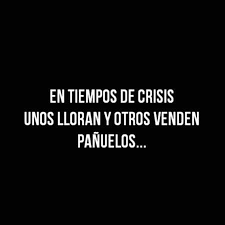 EN TIEMPOS DE CRISIS
UNOS LLORAN Y OTROS VENDEN
PAÑUELOS...